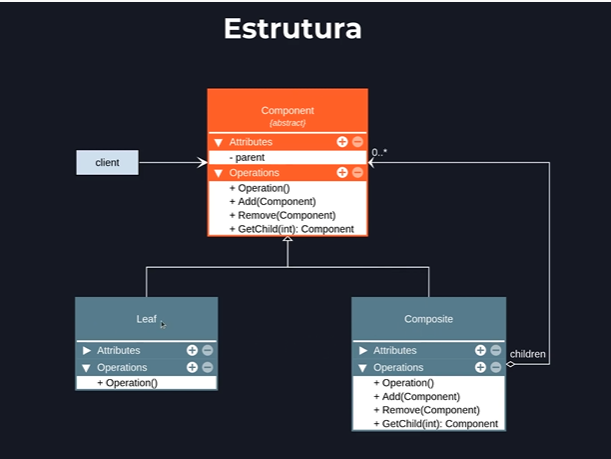 Estrutura
Component
{abstract}
Attributes
- parent
Operations
+ Operation()
+ Add(Component)
+ Remove(Component)
+ GetChild(int): Component
client
0..*
Leaf
Attributes
Operations
+ Operation()
Composite
Attributes
Operations
+ Operation()
+ Add(Component)
+ Remove(Component)
+ GetChild(int): Component
children